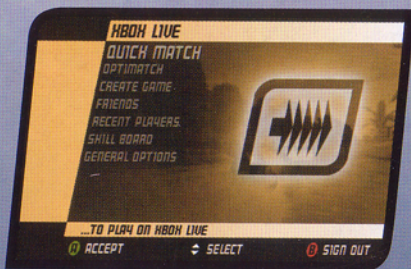 XBOX LIVE
QUICK MATCH
OPTIMATCH
CREATE GAME
FRIENDS
RECENT PLAYERS
SKILL BOARD
GENERAL OPTIONS
...TO PLAY ON XBOX LIVE
A ACCEPT SELECT B SIGN OUT